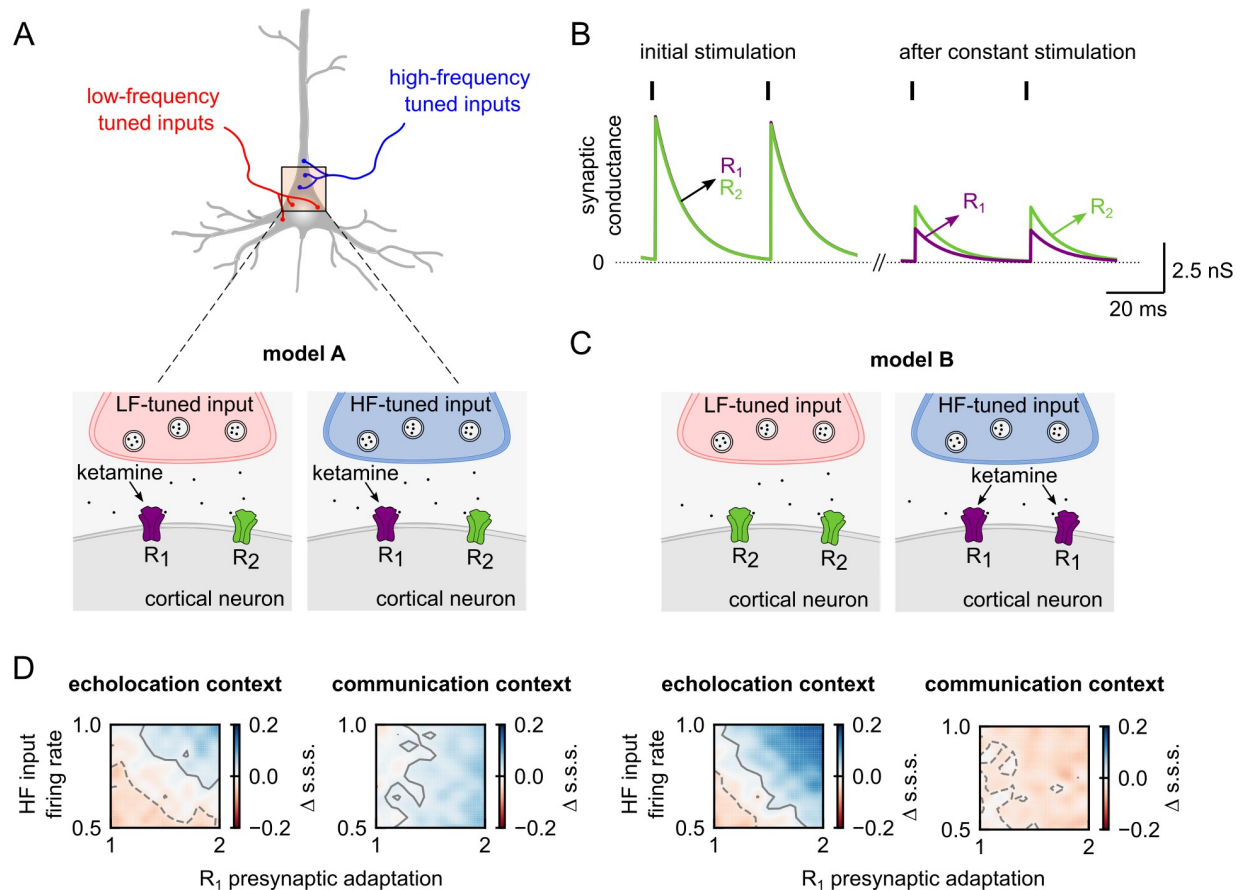 A
low-frequency
tuned inputs
high-frequency
tuned inputs
B
initial stimulation
after constant stimulation
synaptic
conductance
R₁
R₂
R₁
R₂
0
//
2.5 nS
20 ms
model A
LF-tuned input
ketamine
R₁
R₂
cortical neuron
HF-tuned input
ketamine
R₁
R₂
cortical neuron
C
model B
LF-tuned input
R₂
R₂
cortical neuron
HF-tuned input
ketamine
R₁
R₁
cortical neuron
D
echolocation context
communication context
echolocation context
communication context
HF input
firing rate
1.0
0.5
1
2
0.2
0.0
−0.2
Δ s.s.s.
1.0
0.5
1
2
0.2
0.0
−0.2
Δ s.s.s.
HF input
firing rate
1.0
0.5
1
2
0.2
0.0
−0.2
Δ s.s.s.
1.0
0.5
1
2
0.2
0.0
−0.2
Δ s.s.s.
R₁ presynaptic adaptation
R₁ presynaptic adaptation